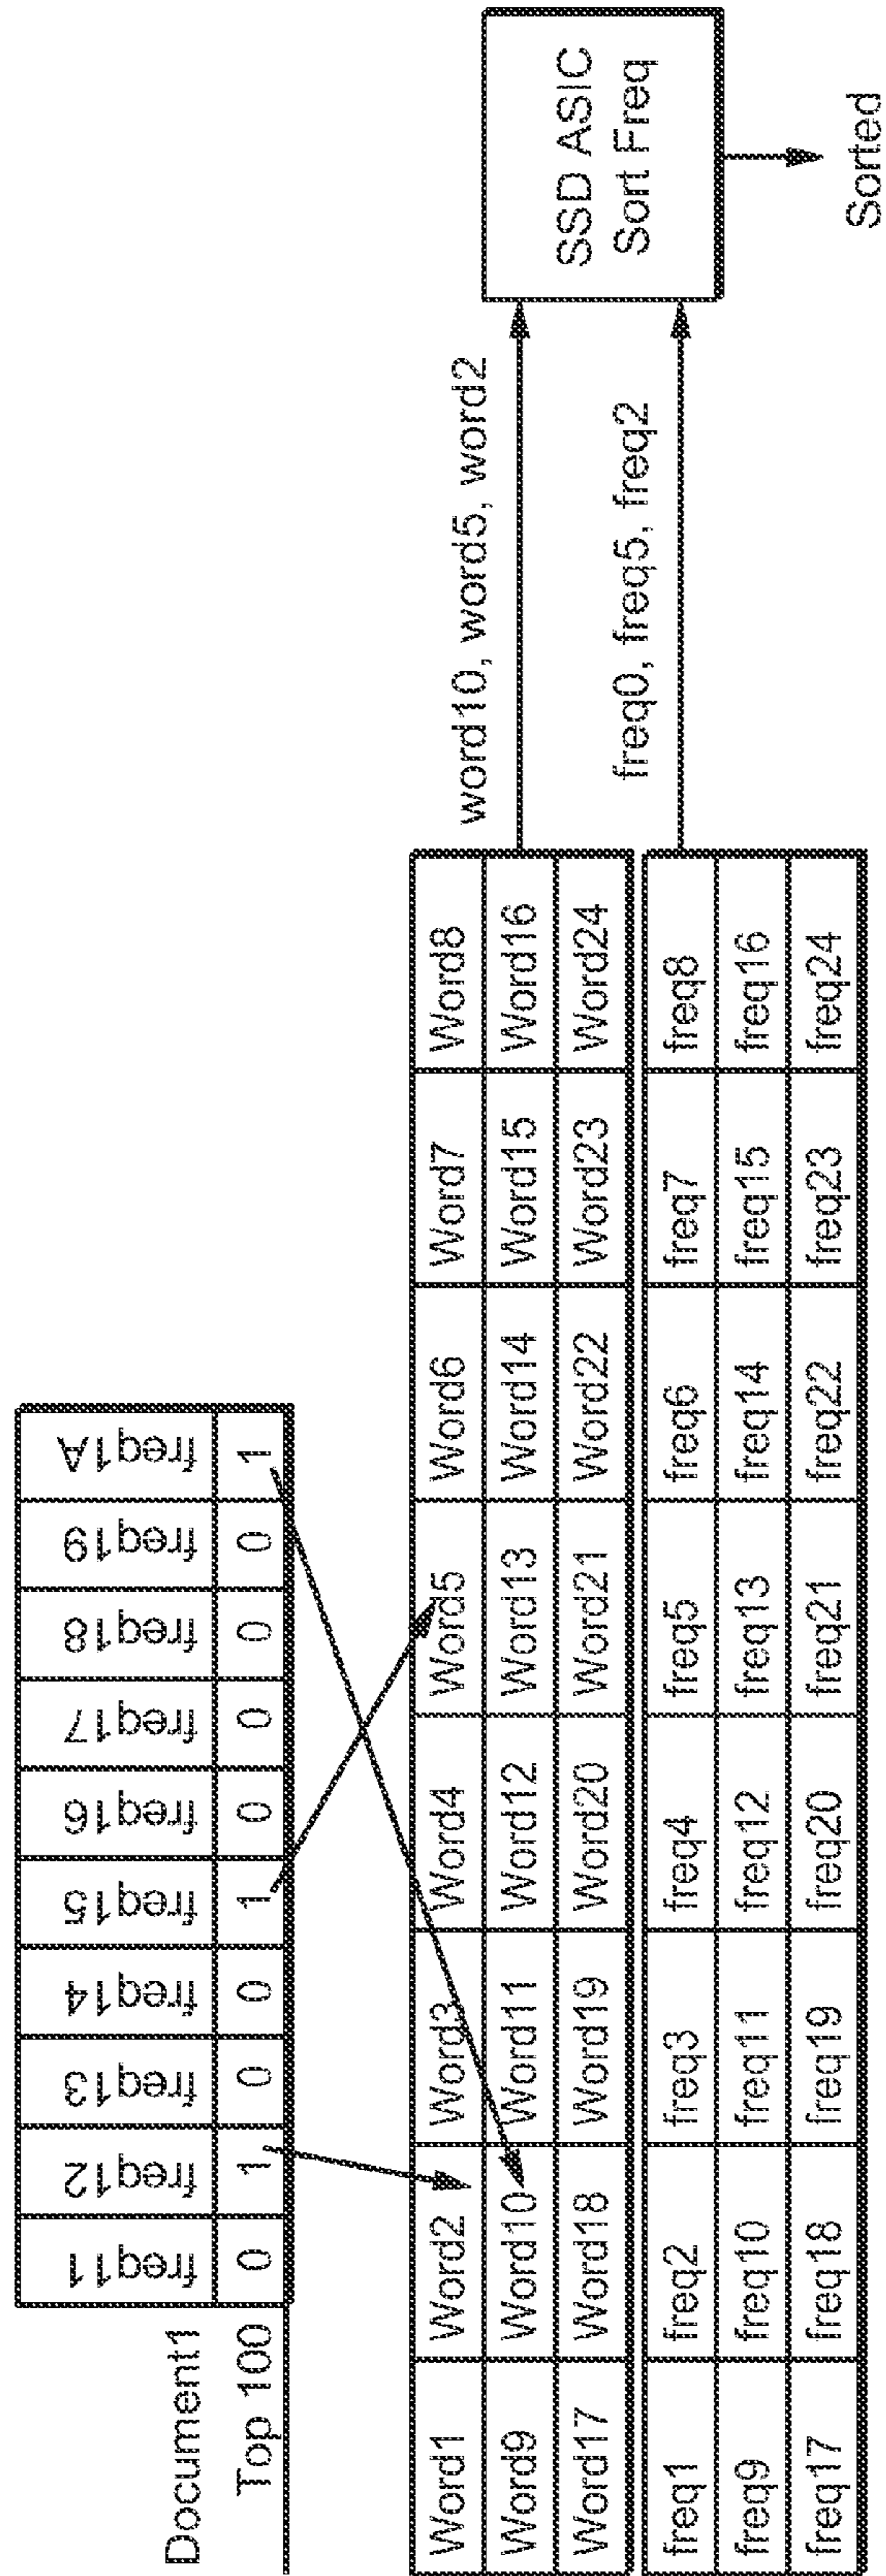 Document1 freq11 freq12 freq13 freq14 freq15 freq16 freq17 freq18 freq19 freq1A
Top 100 0 1 0 0 1 0 0 0 0 1
Word1 Word2 Word3 Word4 Word5 Word6 Word7 Word8
Word9 Word10 Word11 Word12 Word13 Word14 Word15 Word16
Word17 Word18 Word19 Word20 Word21 Word22 Word23 Word24
freq1 freq2 freq3 freq4 freq5 freq6 freq7 freq8
freq9 freq10 freq11 freq12 freq13 freq14 freq15 freq16
freq17 freq18 freq19 freq20 freq21 freq22 freq23 freq24
word10, word5, word2
freq0, freq5, freq2
SSD ASIC
Sort Freq
Sorted